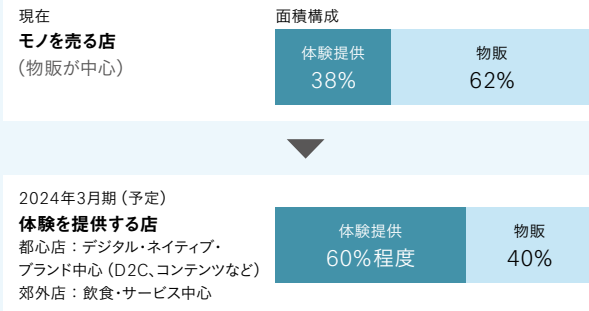 現在
モノを売る店
(物販が中心)
面積構成
体験提供
38%
物販
62%
2024年3月期(予定)
体験を提供する店
都心店：デジタル・ネイティブ・
ブランド中心(D2C、コンテンツなど)
郊外店：飲食・サービス中心
体験提供
60%程度
物販
40%